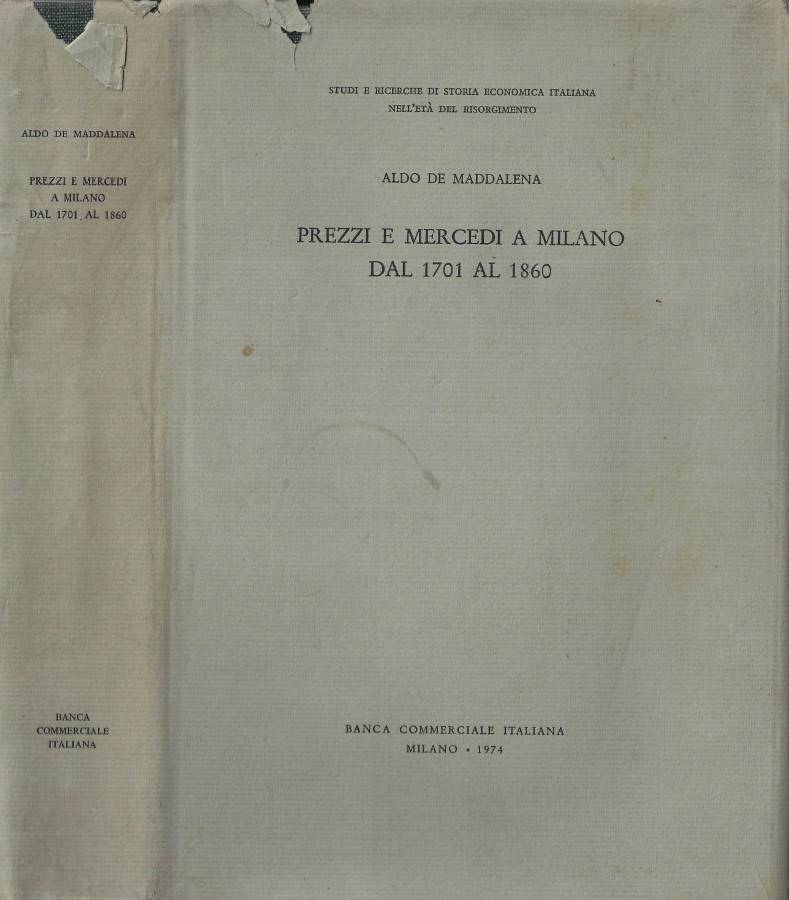 ALDO DE MADDALENA
PREZZI E MERCEDI
A MILANO
DAL 1701 AL 1860
BANCA
COMMERCIALE
ITALIANA
STUDI E RICERCHE DI STORIA ECONOMICA ITALIANA
NELL'ETÀ DEL RISORGIMENTO
ALDO DE MADDALENA
PREZZI E MERCEDI A MILANO
DAL 1701 AL 1860
BANCA COMMERCIALE ITALIANA
MILANO • 1974